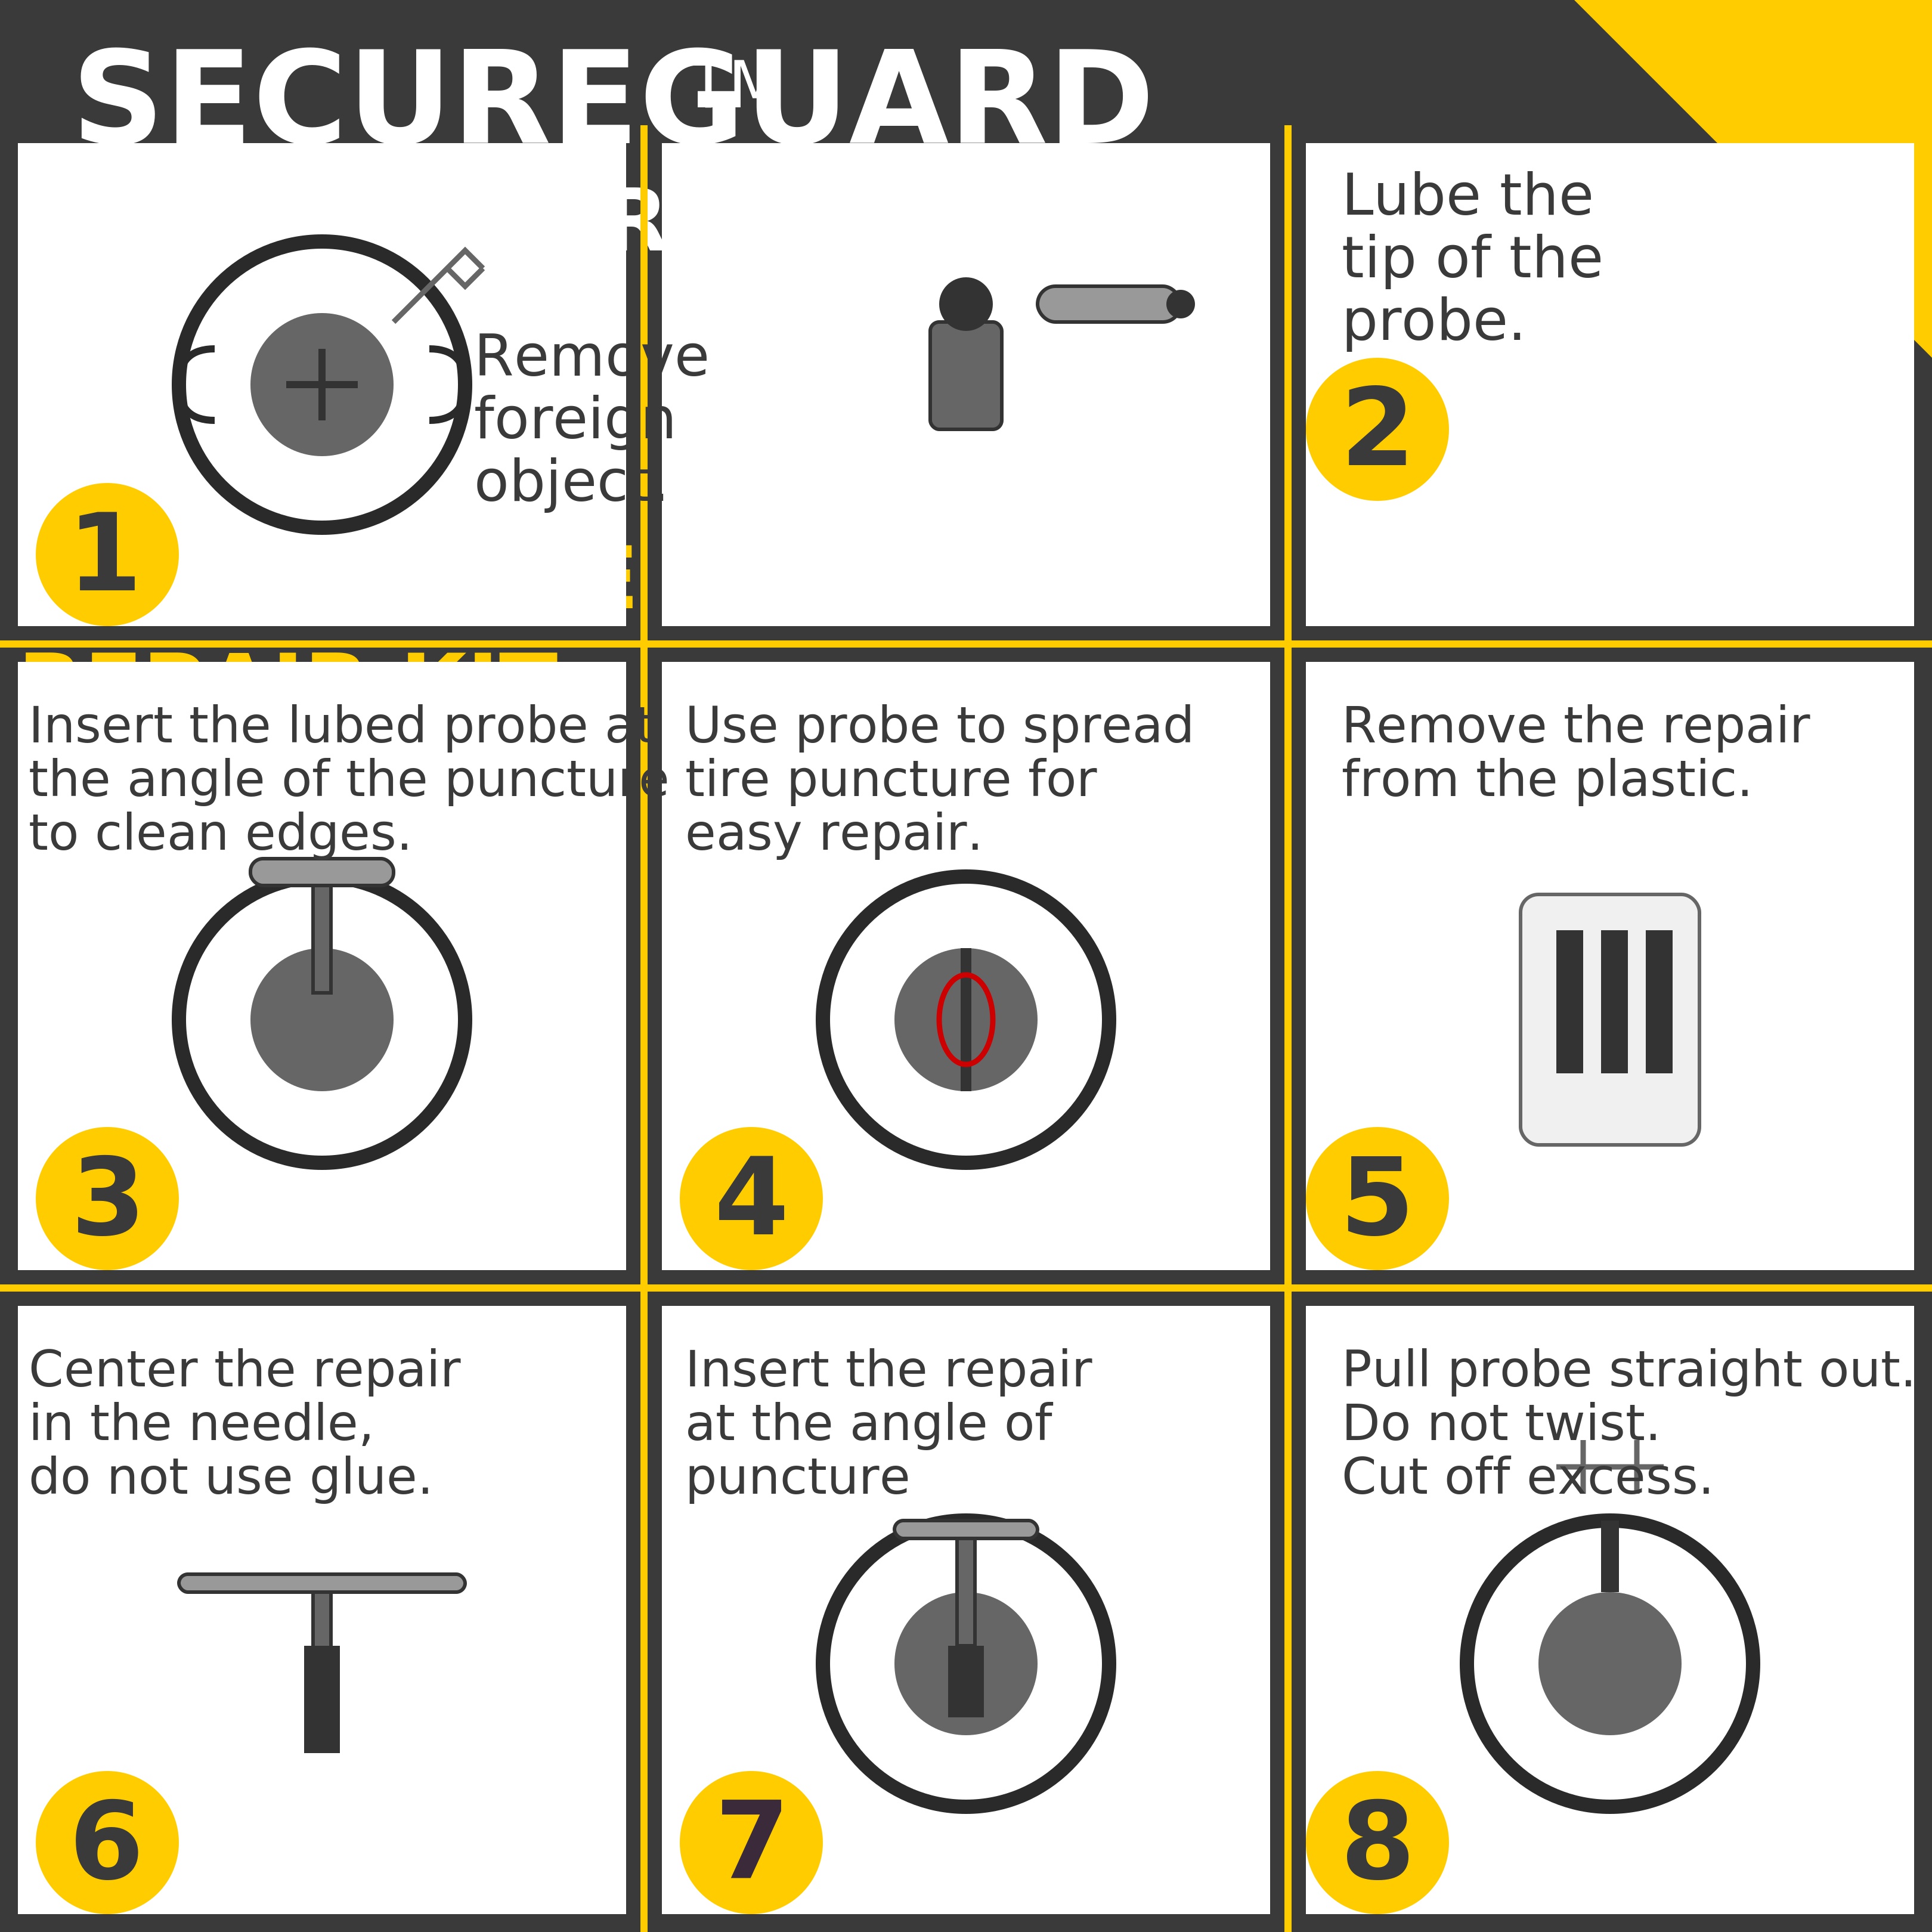 SECUREGUARD
Remove
foreign
1
Lube the
tip of the
probe.
2
REPAIR KIT
Insert the lubed probe at
the angle of the puncture
to clean edges.
3
Use probe to spread
tire puncture for
easy repair.
4
Remove the repair
from the plastic.
5
Center the repair
in the needle,
do not use glue.
6
Insert the repair
at the angle of
puncture
7
Pull probe straight out.
Do not twist.
Cut off excess.
8